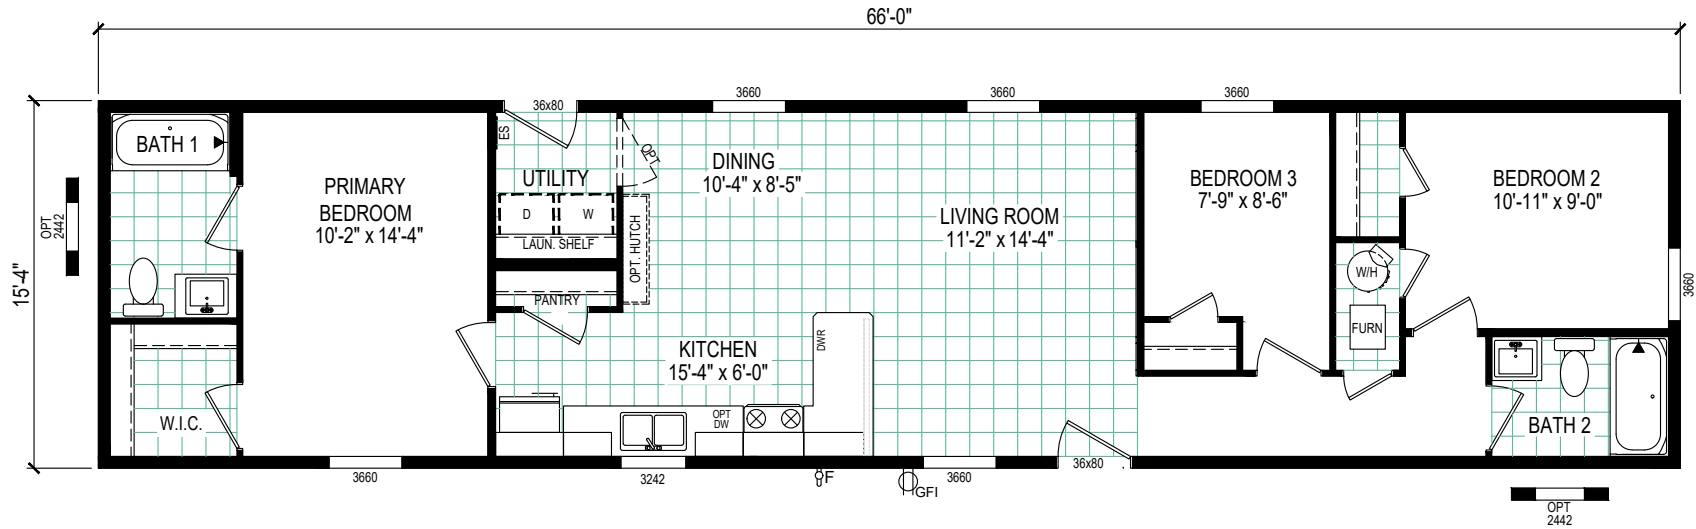 66'-0"
15'-4"
3660
3660
3660
36x80
ES
OPT
BATH 1
PRIMARY
BEDROOM
10'-2" x 14'-4"
UTILITY
D
W
LAUN. SHELF
OPT. HUTCH
PANTRY
DINING
10'-4" x 8'-5"
LIVING ROOM
11'-2" x 14'-4"
BEDROOM 3
7'-9" x 8'-6"
BEDROOM 2
10'-11" x 9'-0"
OPT
2442
W/H
FURN
3660
DWR
KITCHEN
15'-4" x 6'-0"
OPT
DW
W.I.C.
BATH 2
36x80
3660
3242
F
GFI
3660
OPT
2442